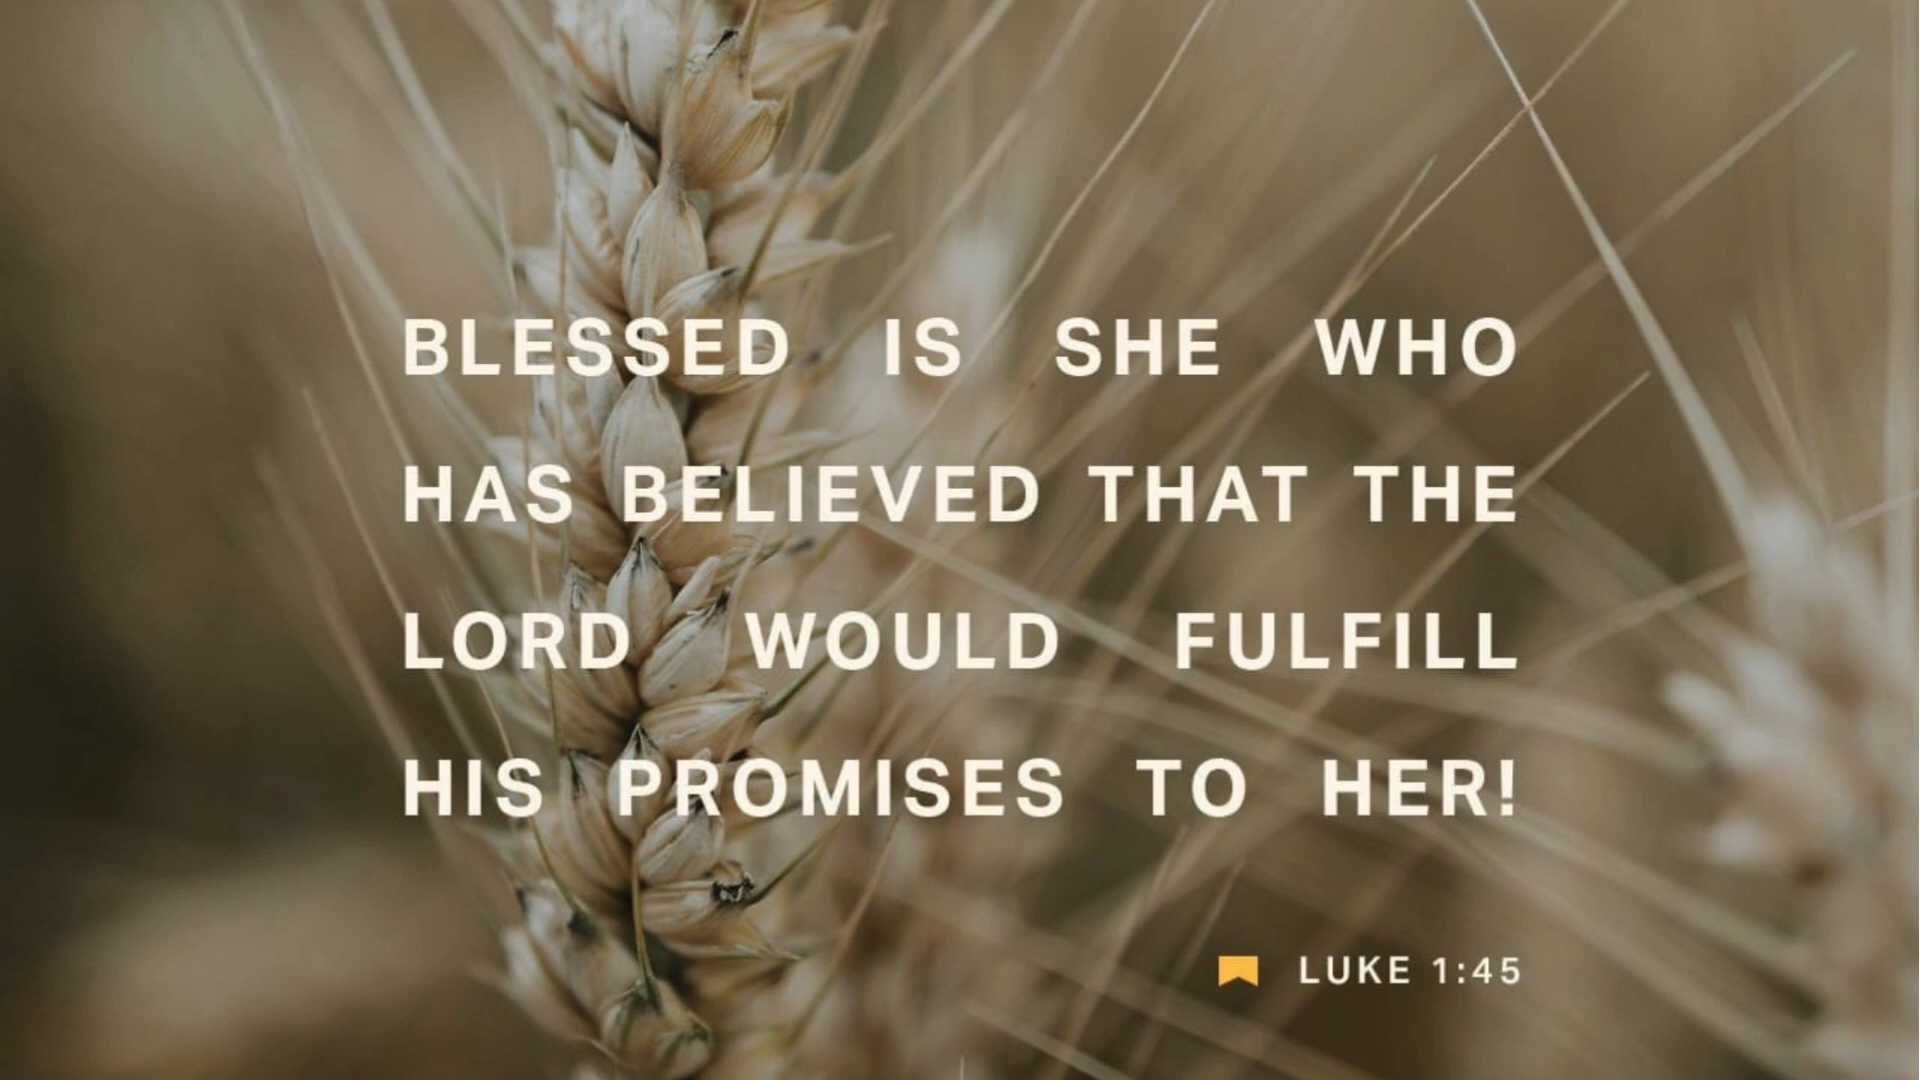 BLESSED IS SHE WHO
HAS BELIEVED THAT THE
LORD WOULD FULFILL
HIS PROMISES TO HER!
LUKE 1:45